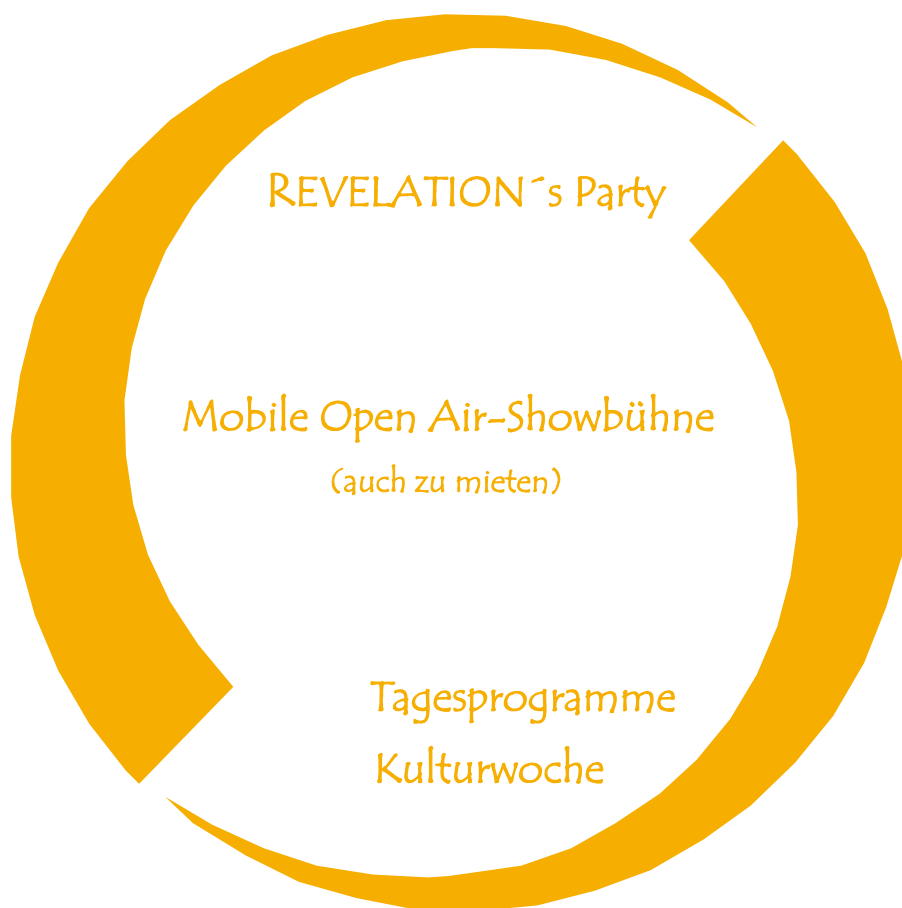 REVELATION´s Party
Mobile Open Air-Showbühne
(auch zu mieten)
Tagesprogramme
Kulturwoche